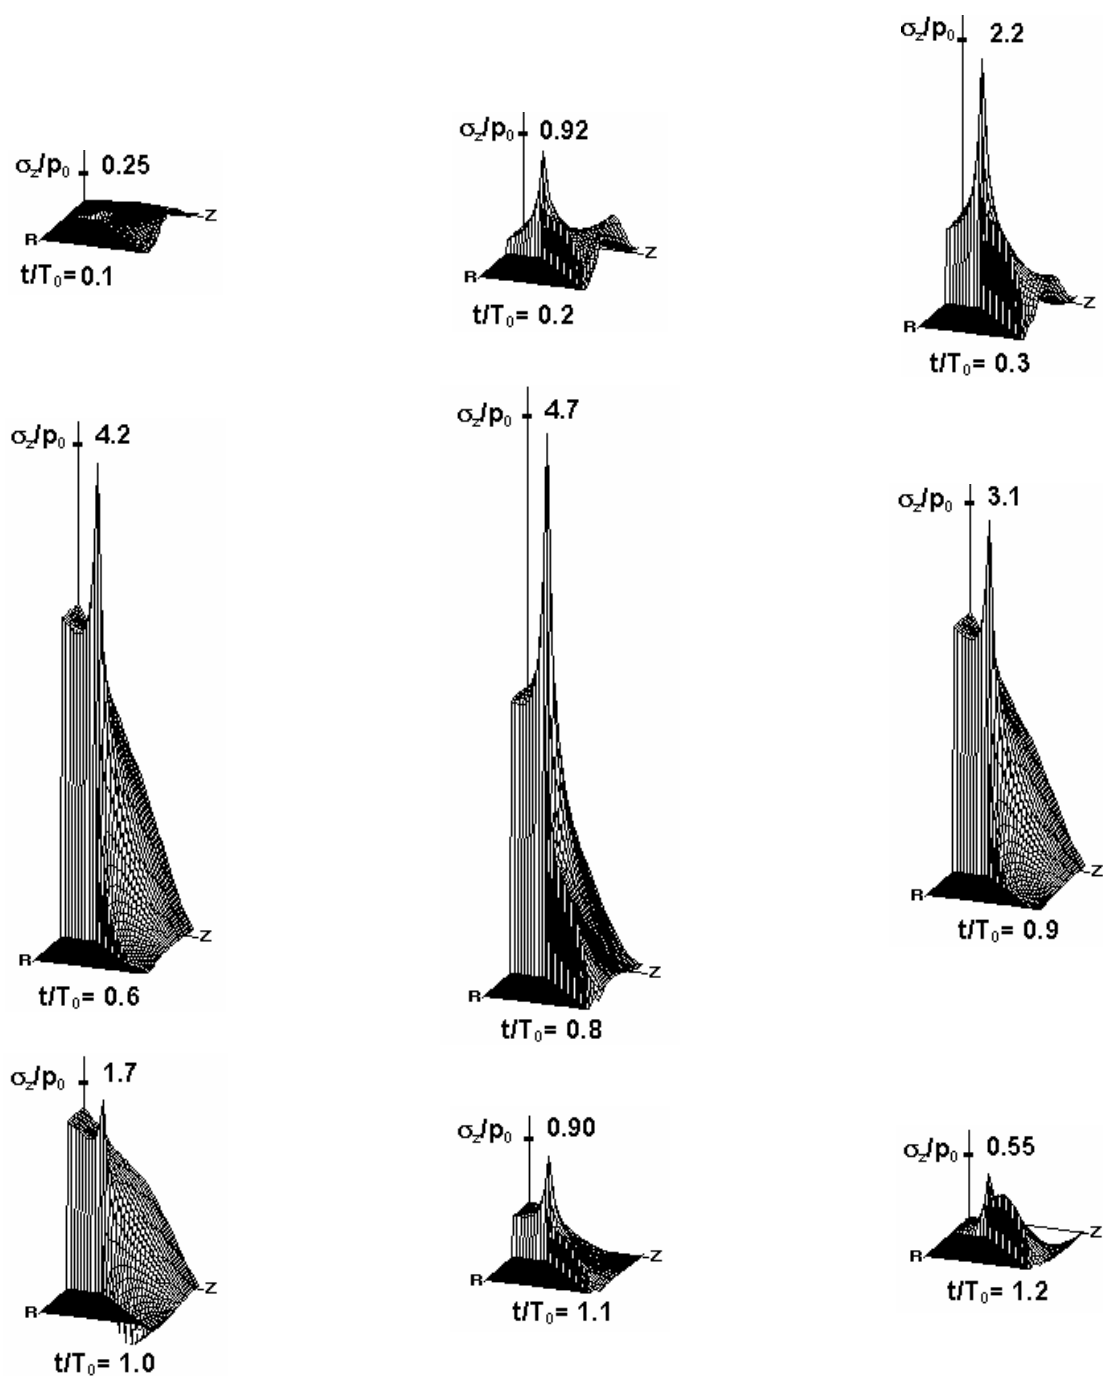 σz/p₀ 0.25
Z
R
t/T₀= 0.1
σz/p₀ 0.92
Z
R
t/T₀= 0.2
σz/p₀ 2.2
Z
R
t/T₀= 0.3
σz/p₀ 4.2
Z
R
t/T₀= 0.6
σz/p₀ 4.7
Z
R
t/T₀= 0.8
σz/p₀ 3.1
Z
R
t/T₀= 0.9
σz/p₀ 1.7
Z
R
t/T₀= 1.0
σz/p₀ 0.90
Z
R
t/T₀= 1.1
σz/p₀ 0.55
Z
R
t/T₀= 1.2